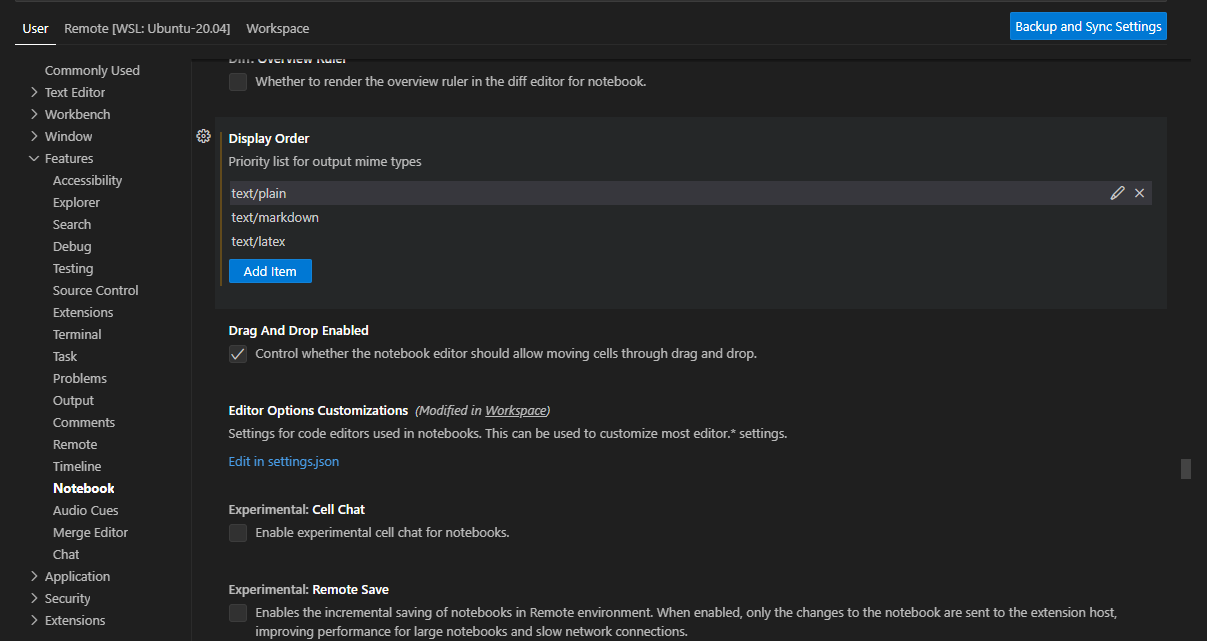 User Remote [WSL: Ubuntu-20.04] Workspace
Backup and Sync Settings
Commonly Used
Text Editor
Workbench
Window
Features
Accessibility
Explorer
Search
Debug
Testing
Source Control
Extensions
Terminal
Task
Problems
Output
Comments
Remote
Timeline
Notebook
Audio Cues
Merge Editor
Chat
Application
Security
Extensions
Diff: Overview Ruler
Whether to render the overview ruler in the diff editor for notebook.
Display Order
Priority list for output mime types
text/plain
text/markdown
text/latex
Add Item
Drag And Drop Enabled
Control whether the notebook editor should allow moving cells through drag and drop.
Editor Options Customizations (Modified in Workspace)
Settings for code editors used in notebooks. This can be used to customize most editor.* settings.
Edit in settings.json
Experimental: Cell Chat
Enable experimental cell chat for notebooks.
Experimental: Remote Save
Enables the incremental saving of notebooks in Remote environment. When enabled, only the changes to the notebook are sent to the extension host,
improving performance for large notebooks and slow network connections.